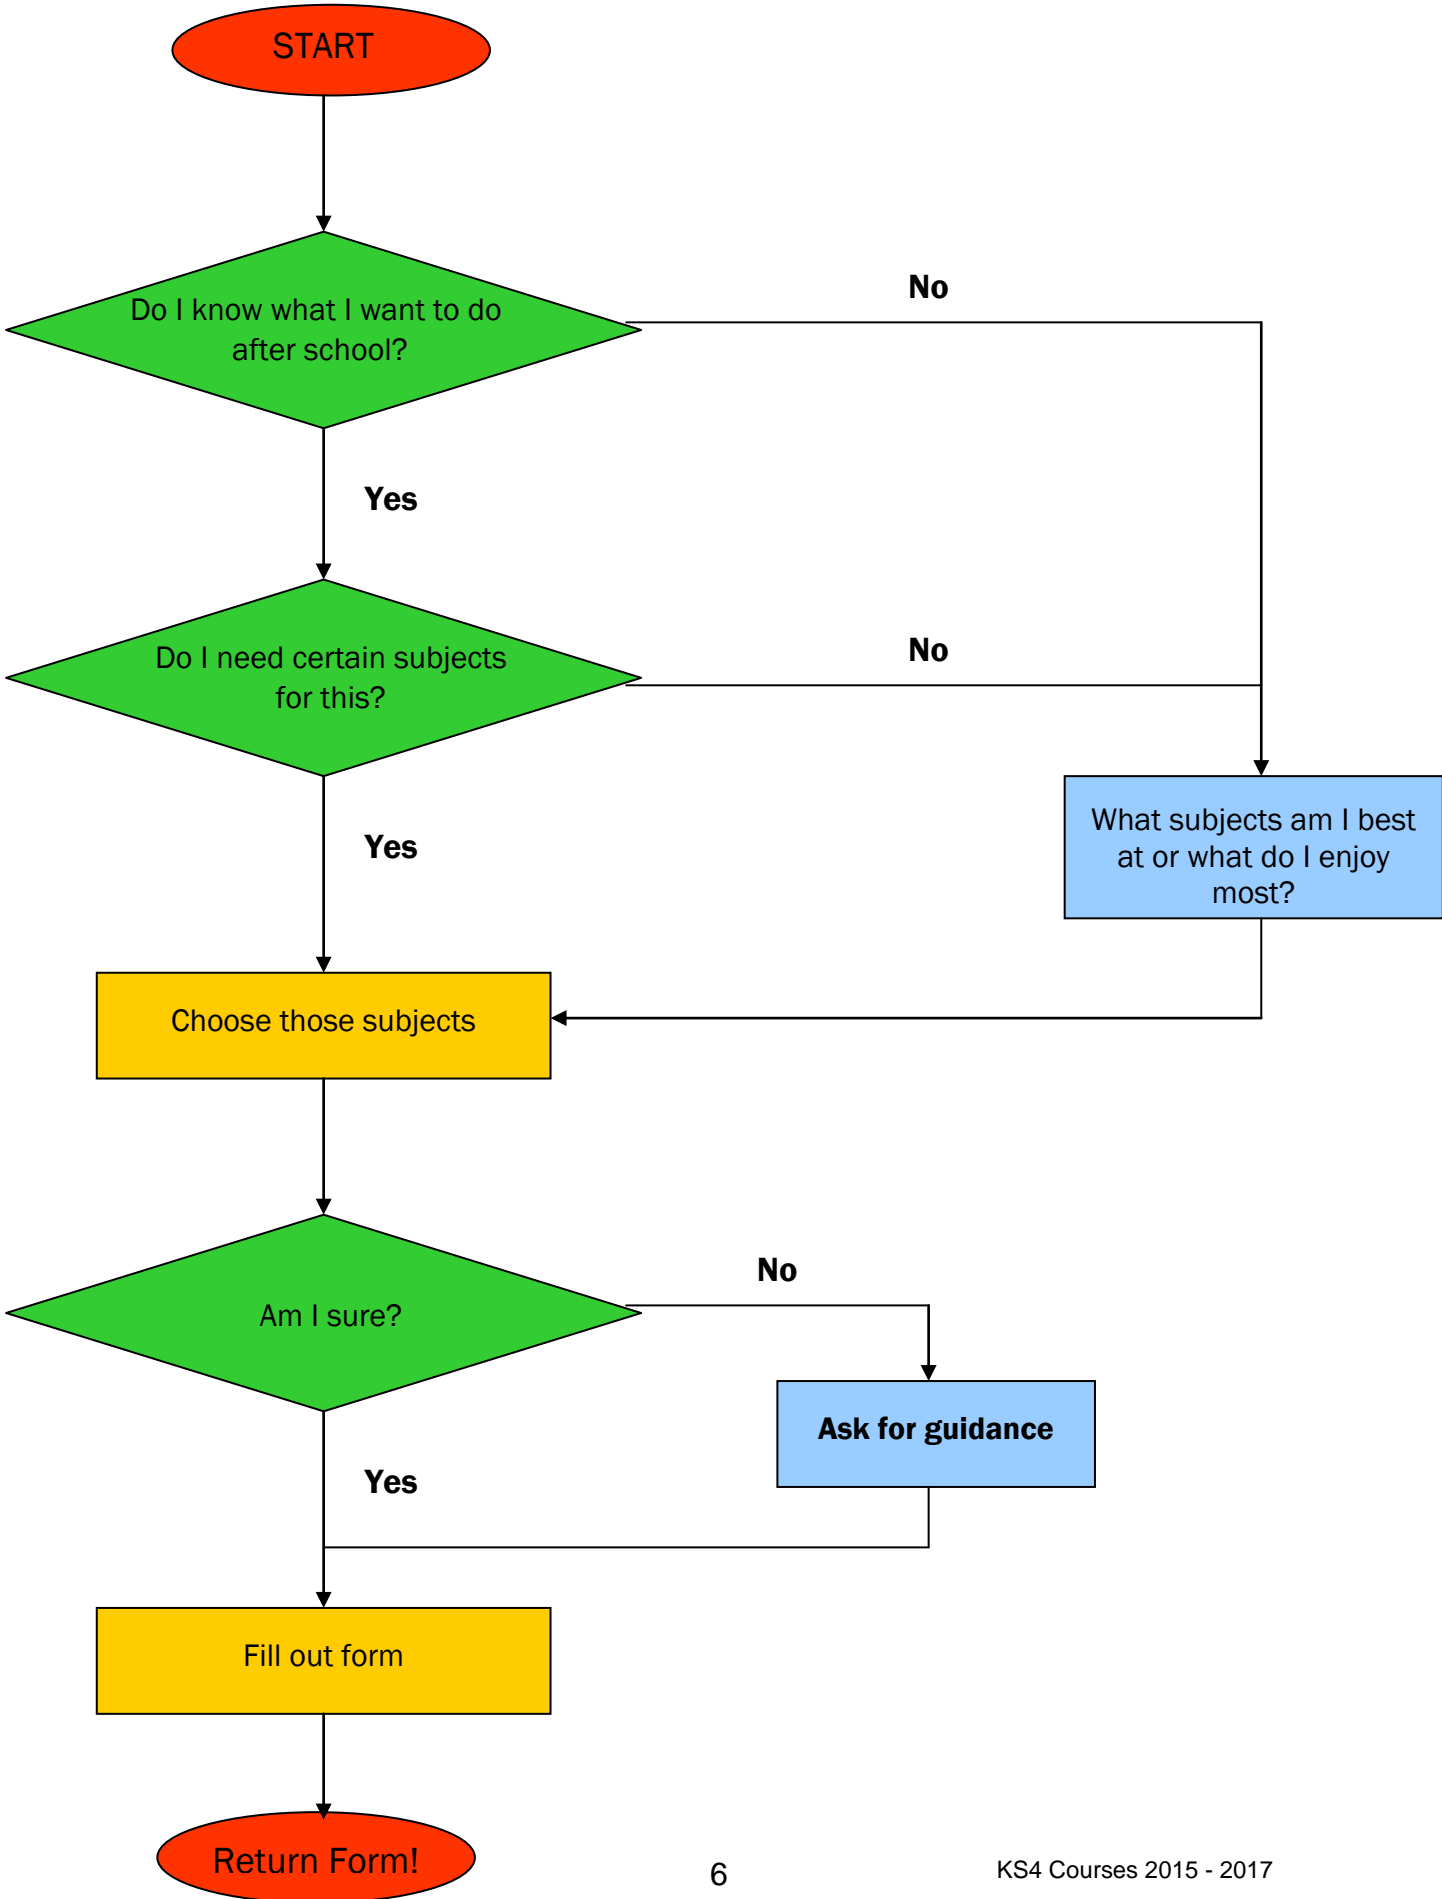 START
Do I know what I want to do
after school?
No
Yes
Do I need certain subjects
for this?
No
Yes
What subjects am I best
at or what do I enjoy
most?
Choose those subjects
Am I sure?
No
Ask for guidance
Yes
Fill out form
Return Form!
6
KS4 Courses 2015 - 2017